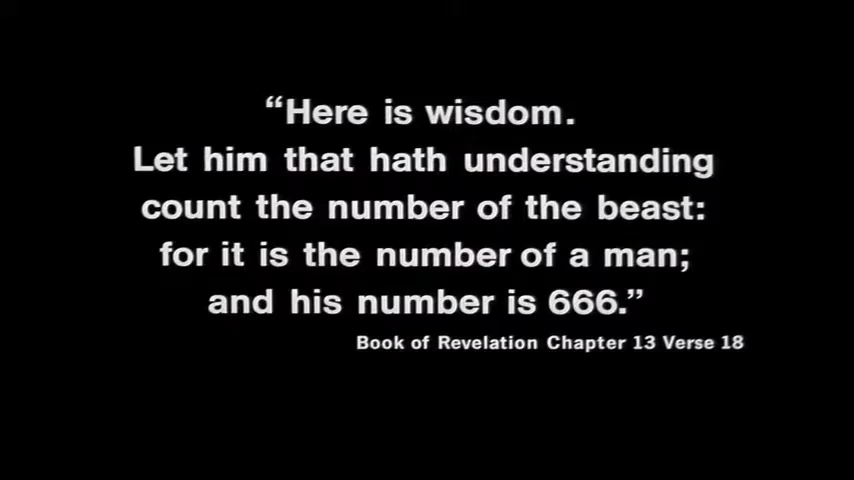 “Here is wisdom.
Let him that hath understanding
count the number of the beast:
for it is the number of a man;
and his number is 666.”
Book of Revelation Chapter 13 Verse 18